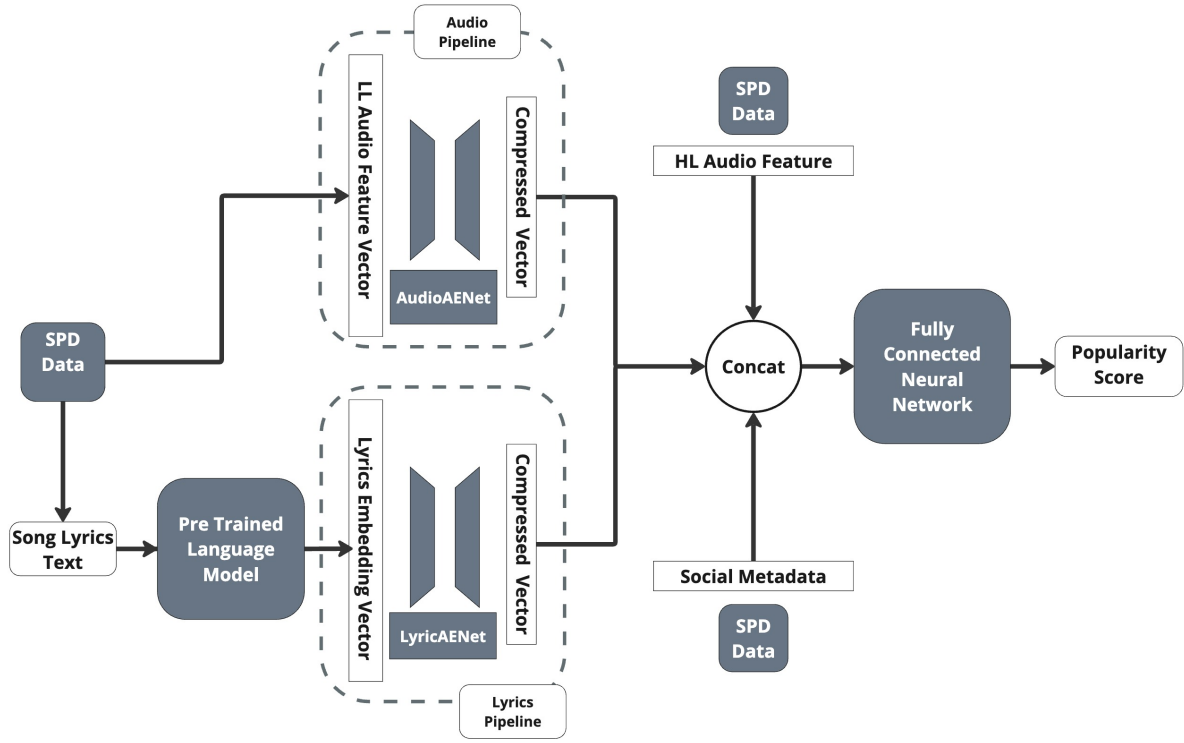 Audio
Pipeline
LL Audio Feature Vector
Compressed Vector
AudioAENet
SPD
Data
HL Audio Feature
SPD
Data
Song Lyrics
Text
Pre Trained
Language
Model
Lyrics Embedding Vector
Compressed Vector
LyricAENet
Lyrics
Pipeline
Concat
Fully
Connected
Neural
Network
Popularity
Score
Social Metadata
SPD
Data